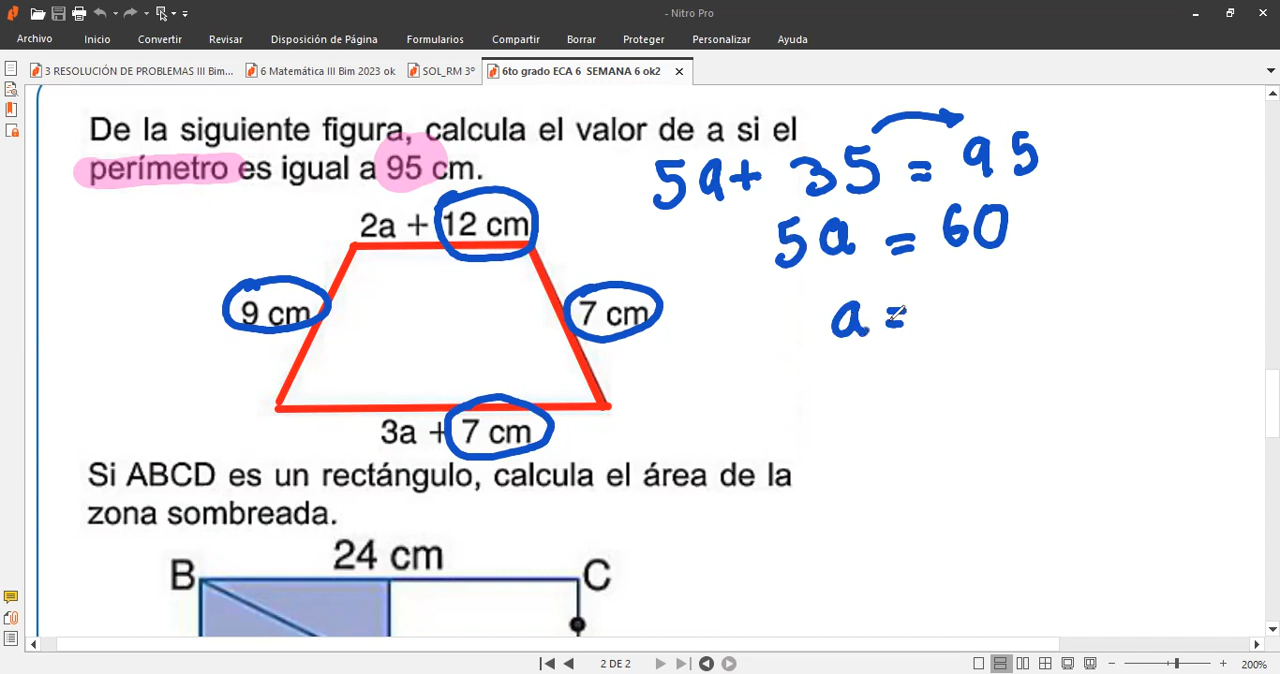 - Nitro Pro
Archivo Inicio Convertir Revisar Disposición de Página Formularios Compartir Borrar Proteger Personalizar Ayuda
3 RESOLUCIÓN DE PROBLEMAS III Bim... 6 Matemática III Bim 2023 ok SOL_RM 3° 6to grado ECA 6 SEMANA 6 ok2
De la siguiente figura, calcula el valor de a si el
perímetro es igual a 95 cm.
5a + 35 = 95
5a = 60
a =
2a + 12 cm
9 cm
7 cm
3a + 7 cm
Si ABCD es un rectángulo, calcula el área de la
zona sombreada.
24 cm
B C
2 DE 2
200%